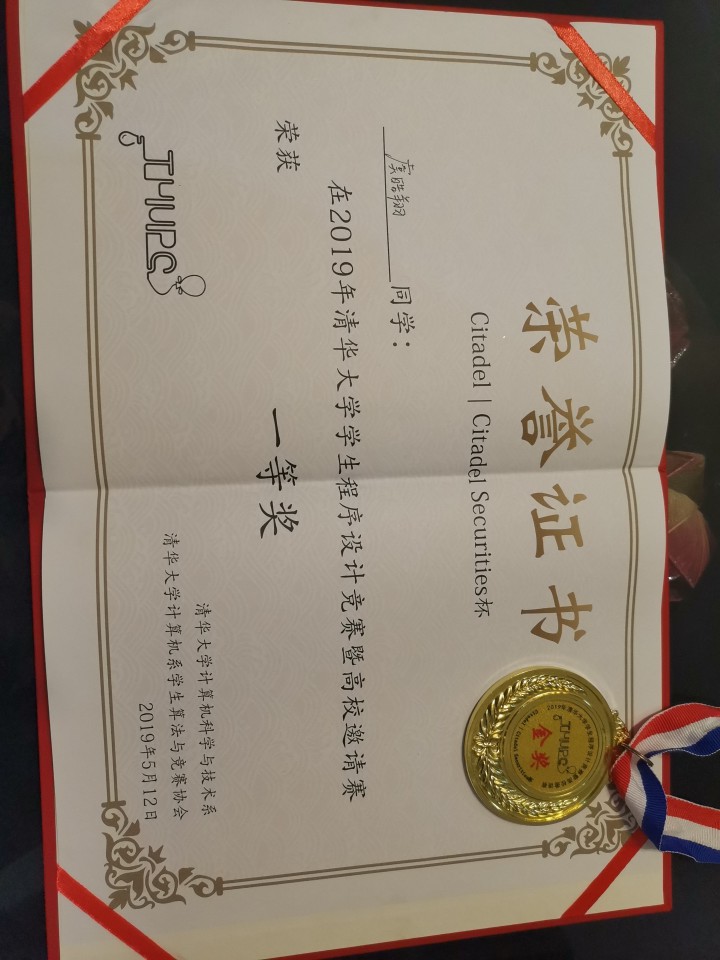 荣誉证书
Citadel | Citadel Securities杯
虞皓翔 同学：
在2019年清华大学学生程序设计竞赛暨高校邀请赛
荣获
一等奖
THUPC
清华大学计算机科学与技术系
清华大学计算机系学生算法与竞赛协会
2019年5月12日
THUPC
金奖